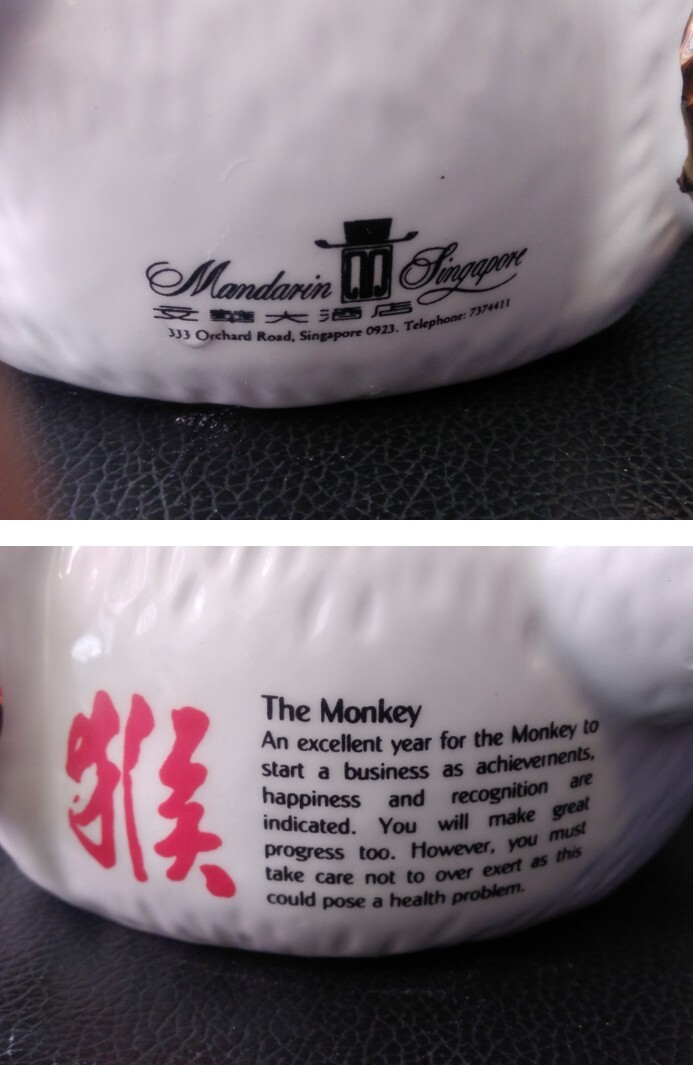 Mandarin Singapore
文華大酒店
333 Orchard Road, Singapore 0923. Telephone: 7374411
猴
The Monkey
An excellent year for the Monkey to
start a business as achievements,
happiness and recognition are
indicated. You will make great
progress too. However, you must
take care not to over exert as this
could pose a health problem.